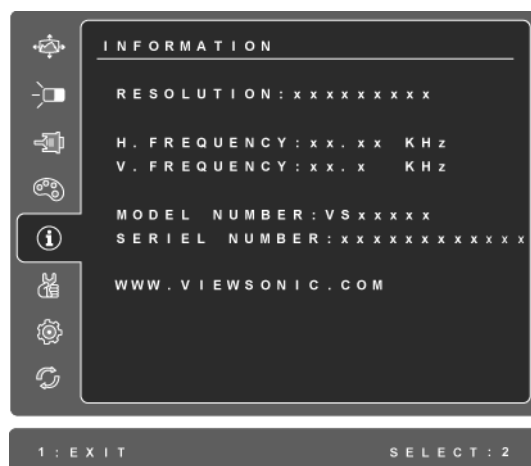 INFORMATION
RESOLUTION:xxxxxxxxx
H.FREQUENCY:xx.xx KHz
V.FREQUENCY:xx.x KHz
MODEL NUMBER:VSxxxxx
SERIEL NUMBER:xxxxxxxxxxxx
WWW.VIEWSONIC.COM
1:EXIT SELECT:2